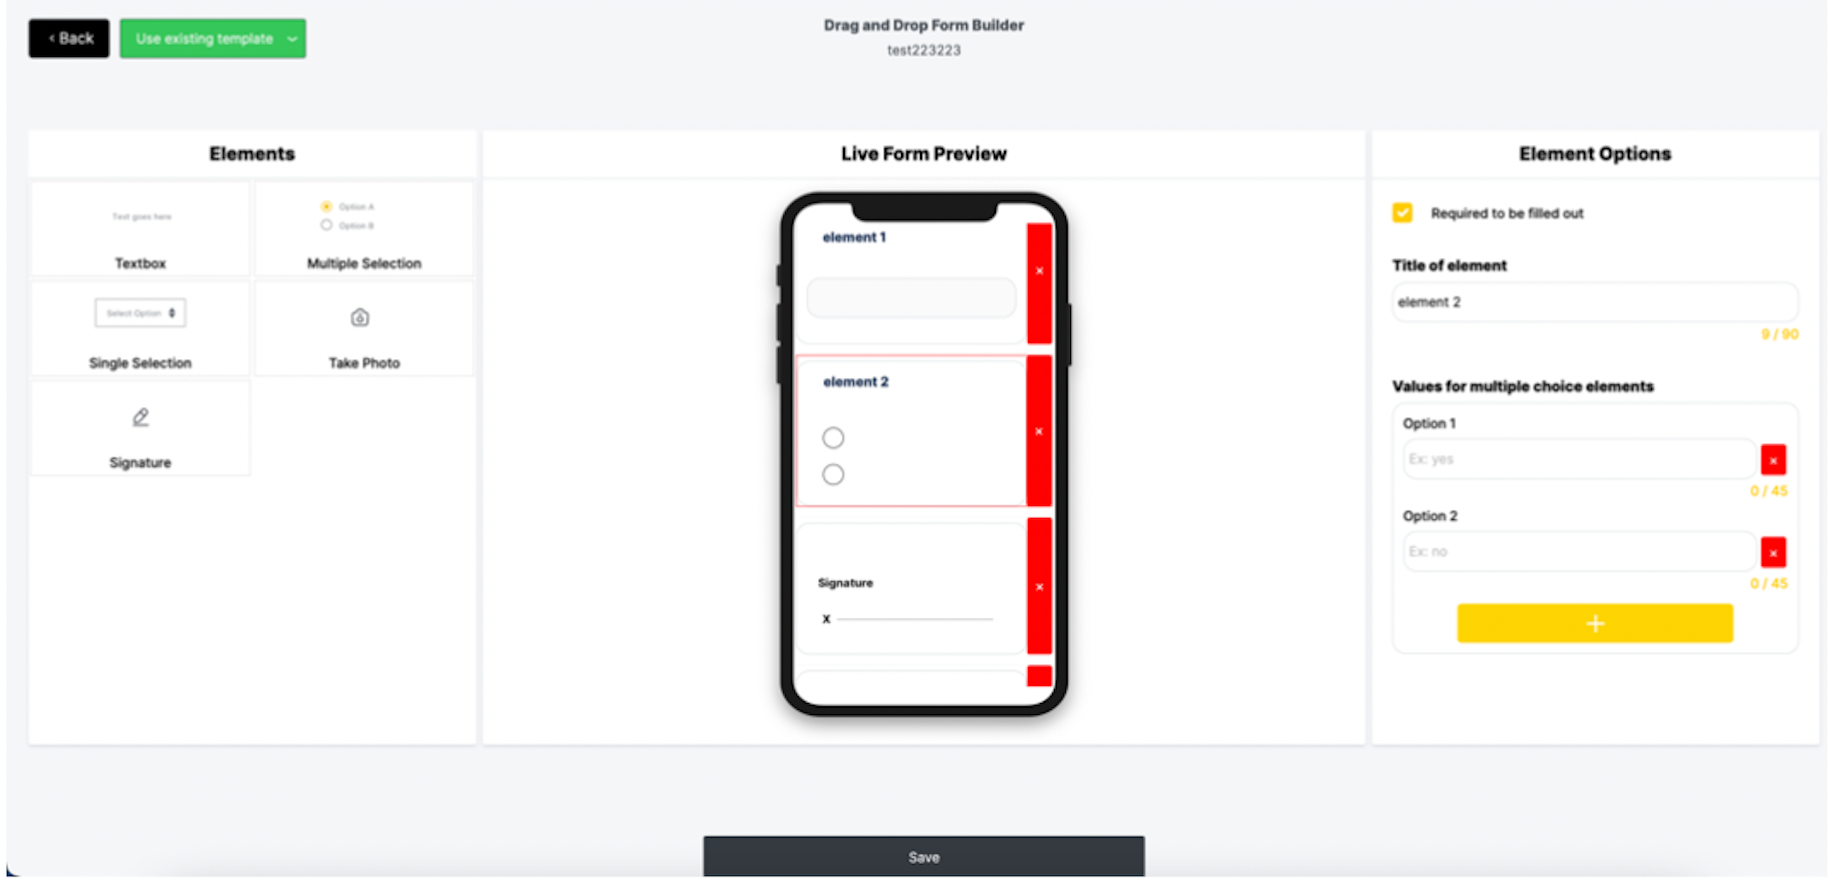 ‹ Back
Use existing template
Drag and Drop Form Builder
test223223
Elements
Text goes here
Textbox
Option A
Option B
Multiple Selection
Select Option
Single Selection
Take Photo
Signature
Live Form Preview
element 1
×
element 2
×
Signature
X
×
Element Options
Required to be filled out
Title of element
element 2
9 / 90
Values for multiple choice elements
Option 1
Ex: yes
×
0 / 45
Option 2
Ex: no
×
0 / 45
+
Save